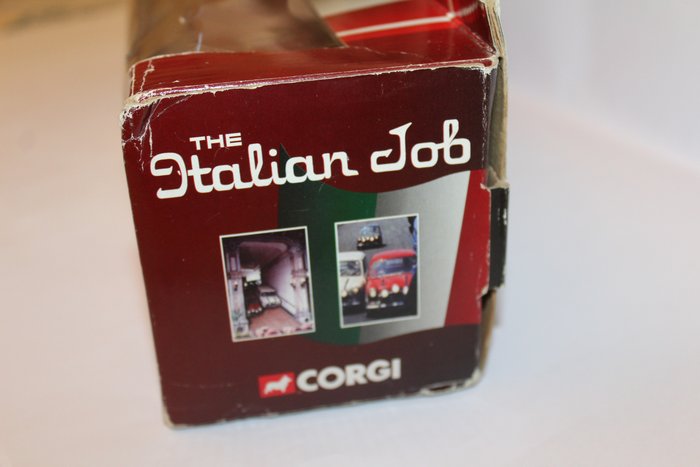 THE
Italian Job
CORGI